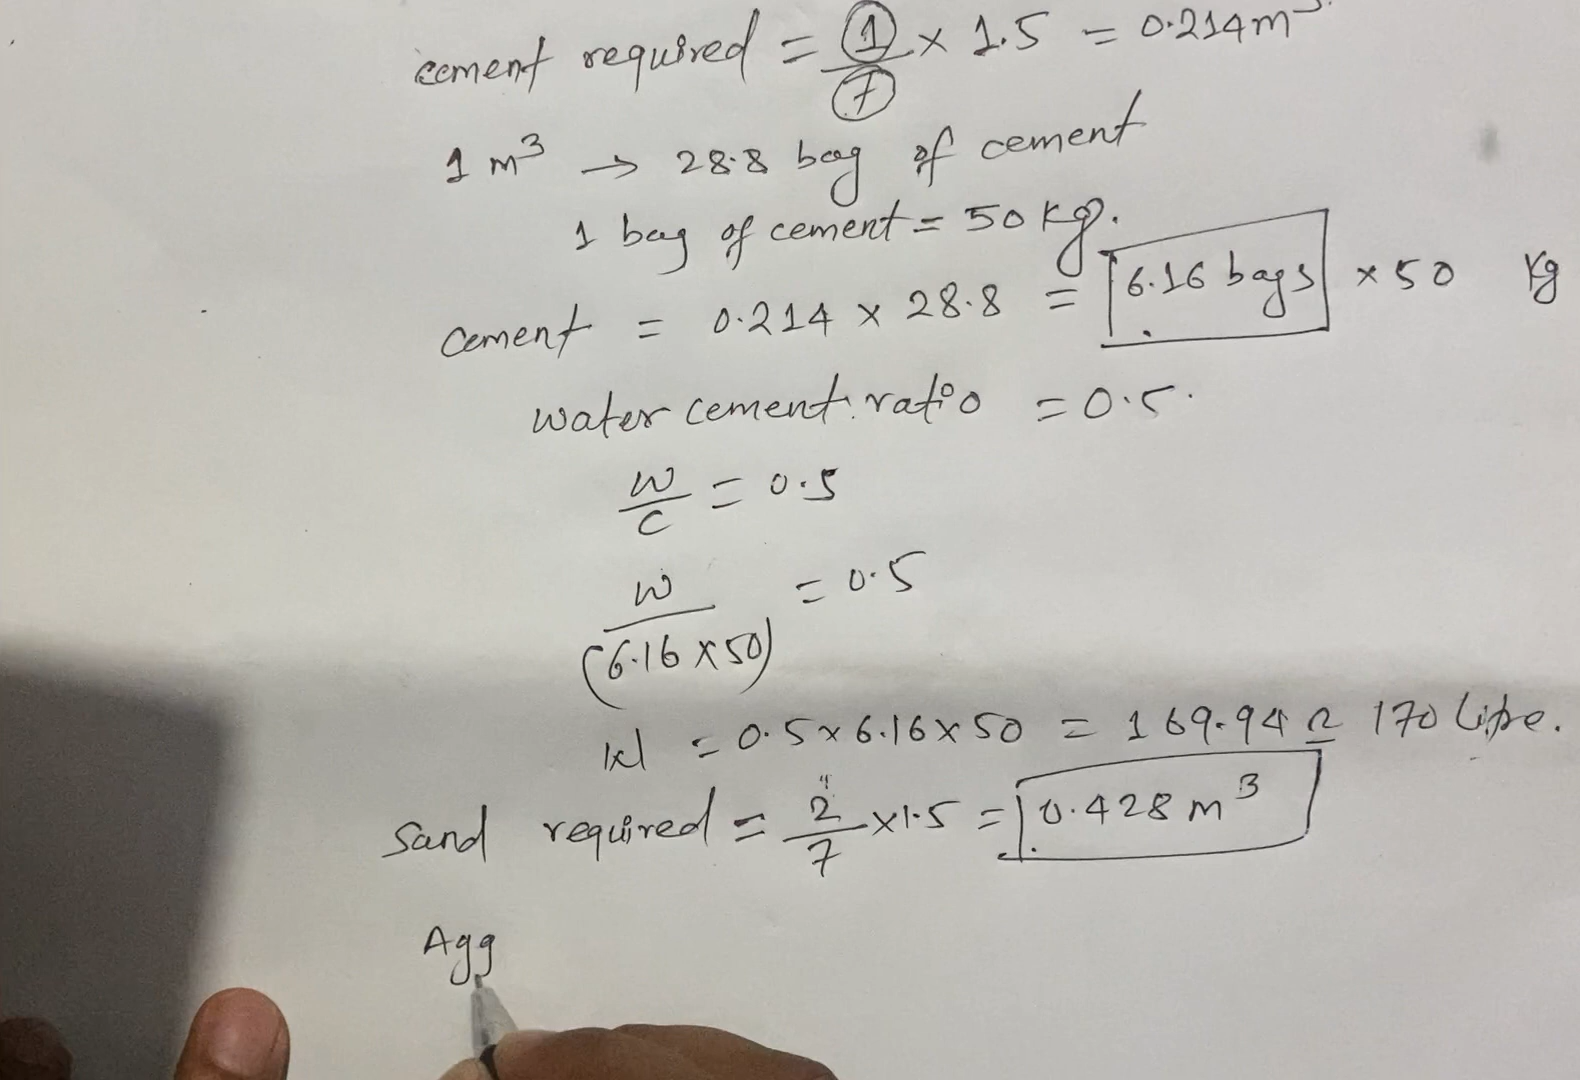 cement required = 1/7 × 1.5 = 0.214 m³
1 m³ → 28.8 bag of cement
1 bag of cement = 50 Kg.
cement = 0.214 × 28.8 = 6.16 bags × 50 Kg
water cement ratio = 0.5.
W/C = 0.5
W/(6.16 × 50) = 0.5
W = 0.5 × 6.16 × 50 = 169.94 ≃ 170 Litre.
Sand required = 2/7 × 1.5 = 0.428 m³
Agg